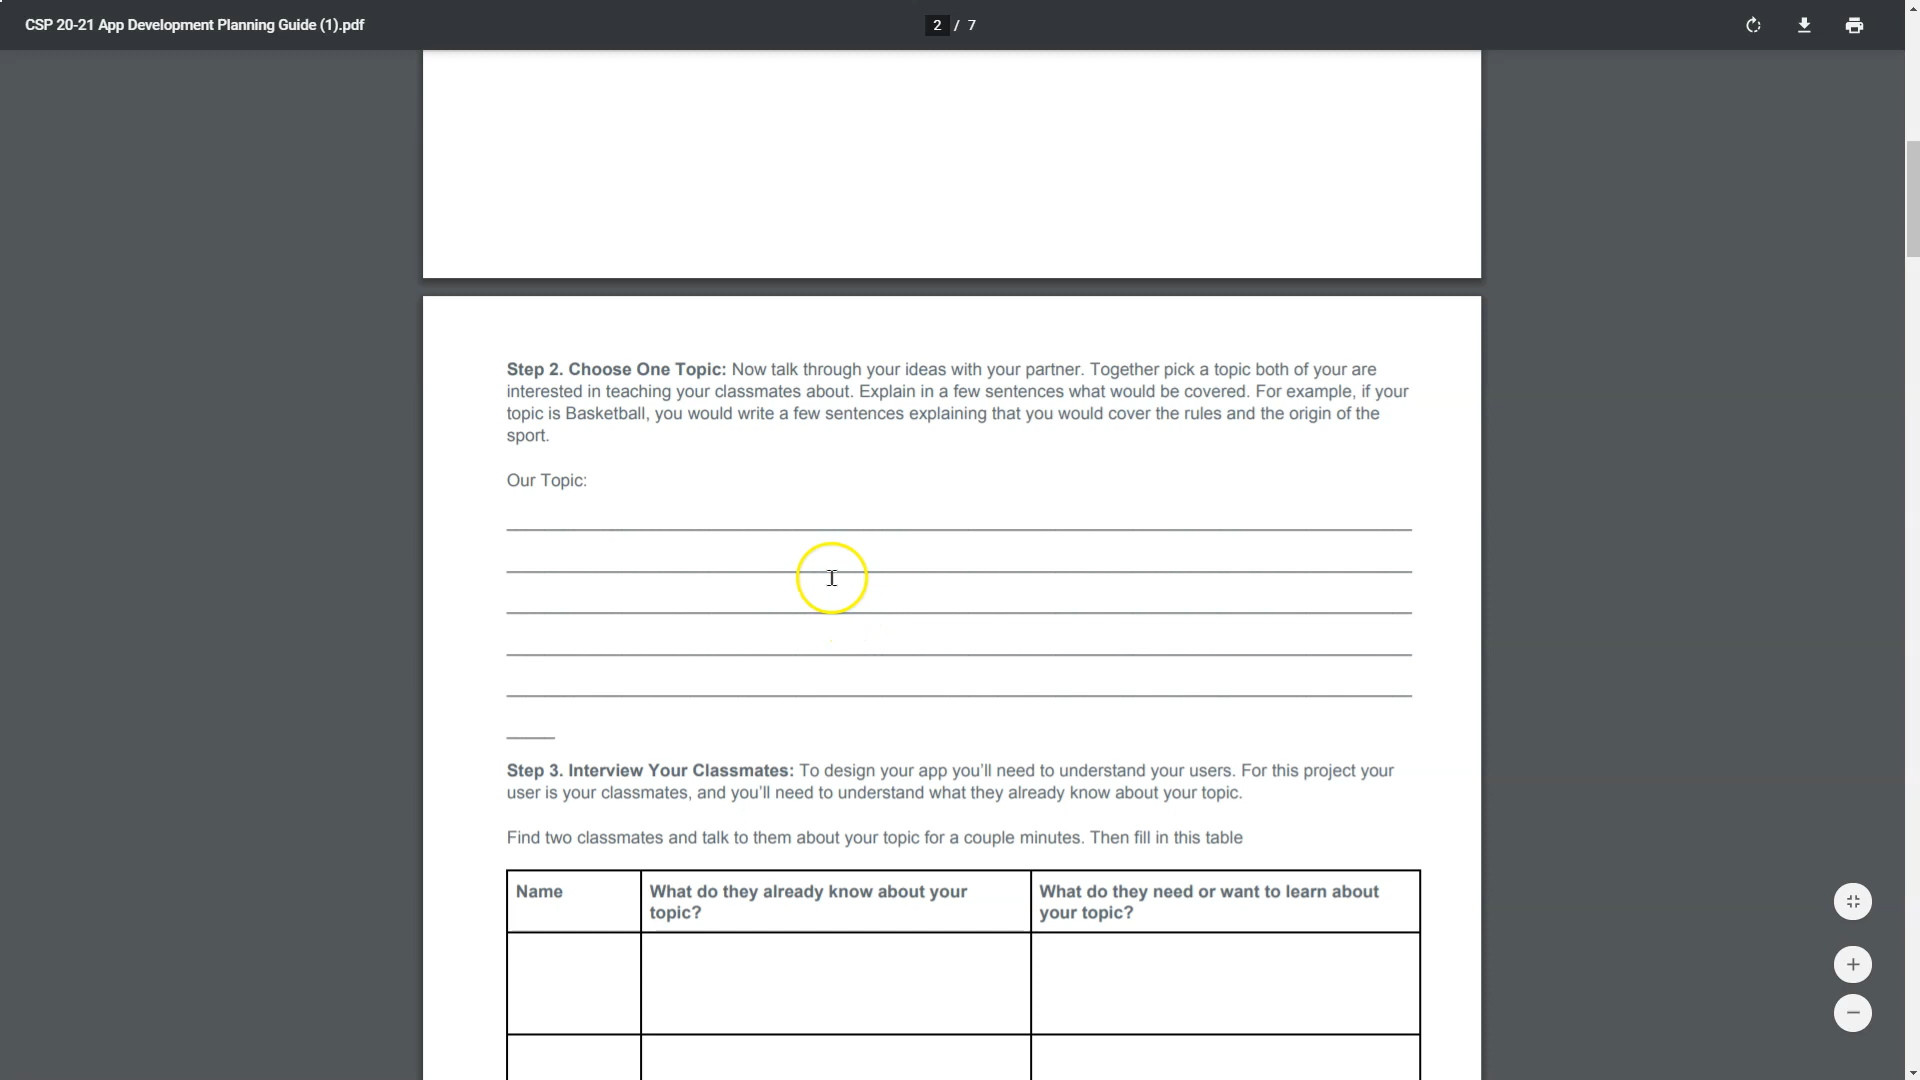 CSP 20-21 App Development Planning Guide (1).pdf
2 / 7
Step 2. Choose One Topic: Now talk through your ideas with your partner. Together pick a topic both of your are
interested in teaching your classmates about. Explain in a few sentences what would be covered. For example, if your
topic is Basketball, you would write a few sentences explaining that you would cover the rules and the origin of the
sport.
Our Topic:
Step 3. Interview Your Classmates: To design your app you'll need to understand your users. For this project your
user is your classmates, and you'll need to understand what they already know about your topic.
Find two classmates and talk to them about your topic for a couple minutes. Then fill in this table
Name
What do they already know about your
topic?
What do they need or want to learn about
your topic?